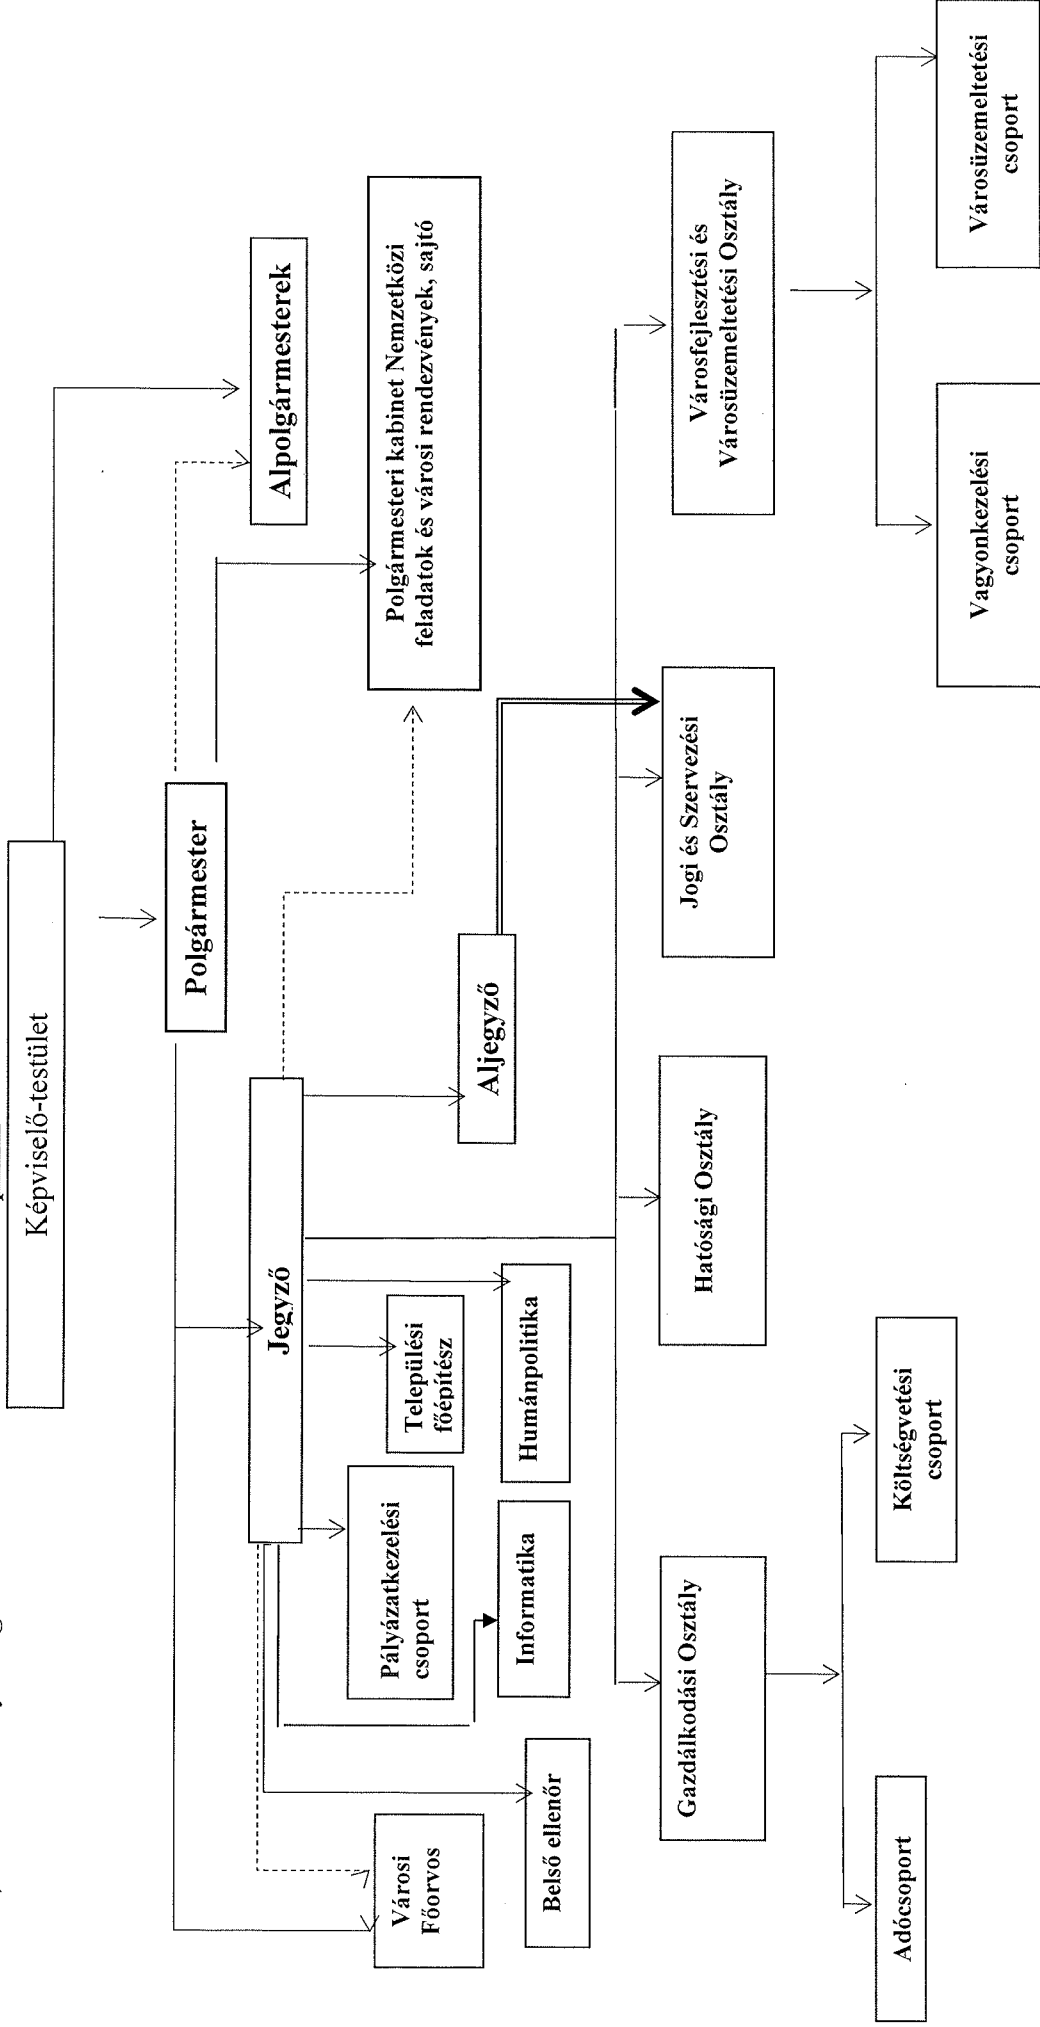 Képviselő-testület
Polgármester
Alpolgármesterek
Jegyző
Polgármesteri kabinet Nemzetközi
feladatok és városi rendezvények, sajtó
Városi
Főorvos
Pályázatkezelési
csoport
Települési
főépítész
Aljegyző
Belső ellenőr
Informatika
Humánpolitika
Gazdálkodási Osztály
Hatósági Osztály
Jogi és Szervezési
Osztály
Városfejlesztési és
Városüzemeltetési Osztály
Adócsoport
Költségvetési
csoport
Vagyonkezelési
csoport
Városüzemeltetési
csoport